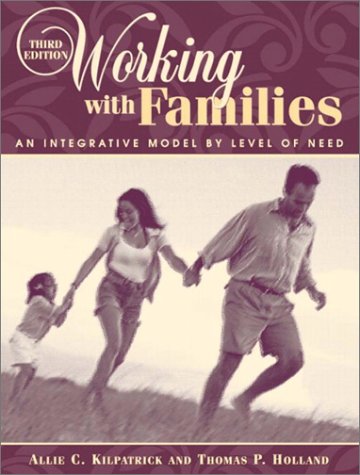 THIRD
EDITION
Working
with Families
AN INTEGRATIVE MODEL BY LEVEL OF NEED
ALLIE C. KILPATRICK AND THOMAS P. HOLLAND